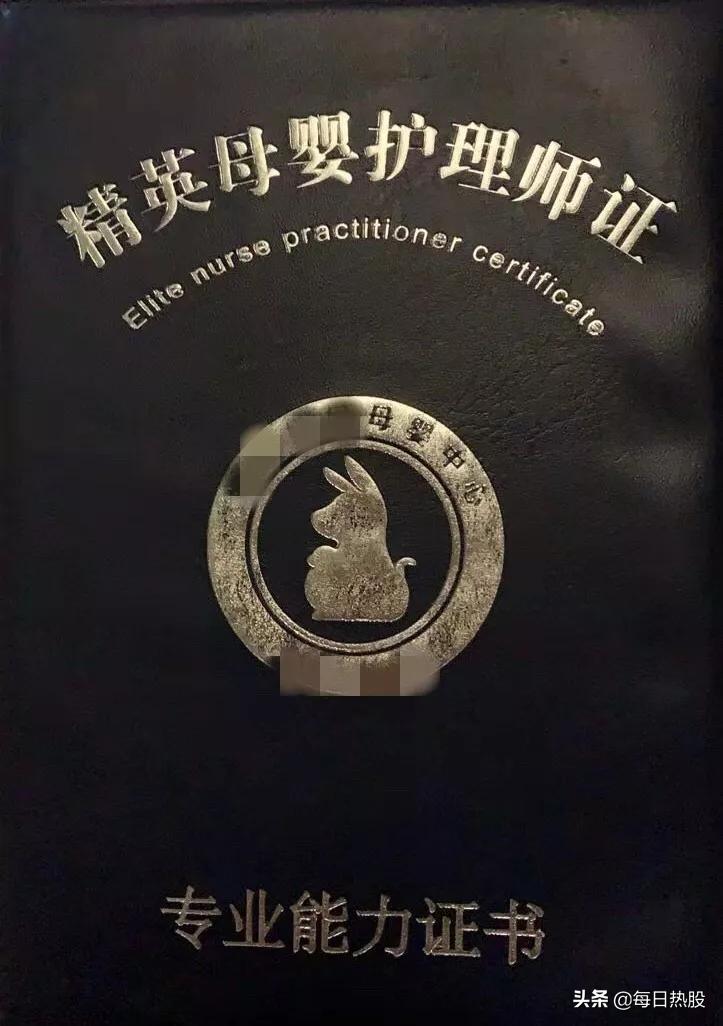 精英母婴护理师证
Elite nurse practitioner certificate
母婴中心
专业能力证书
头条 @每日热股